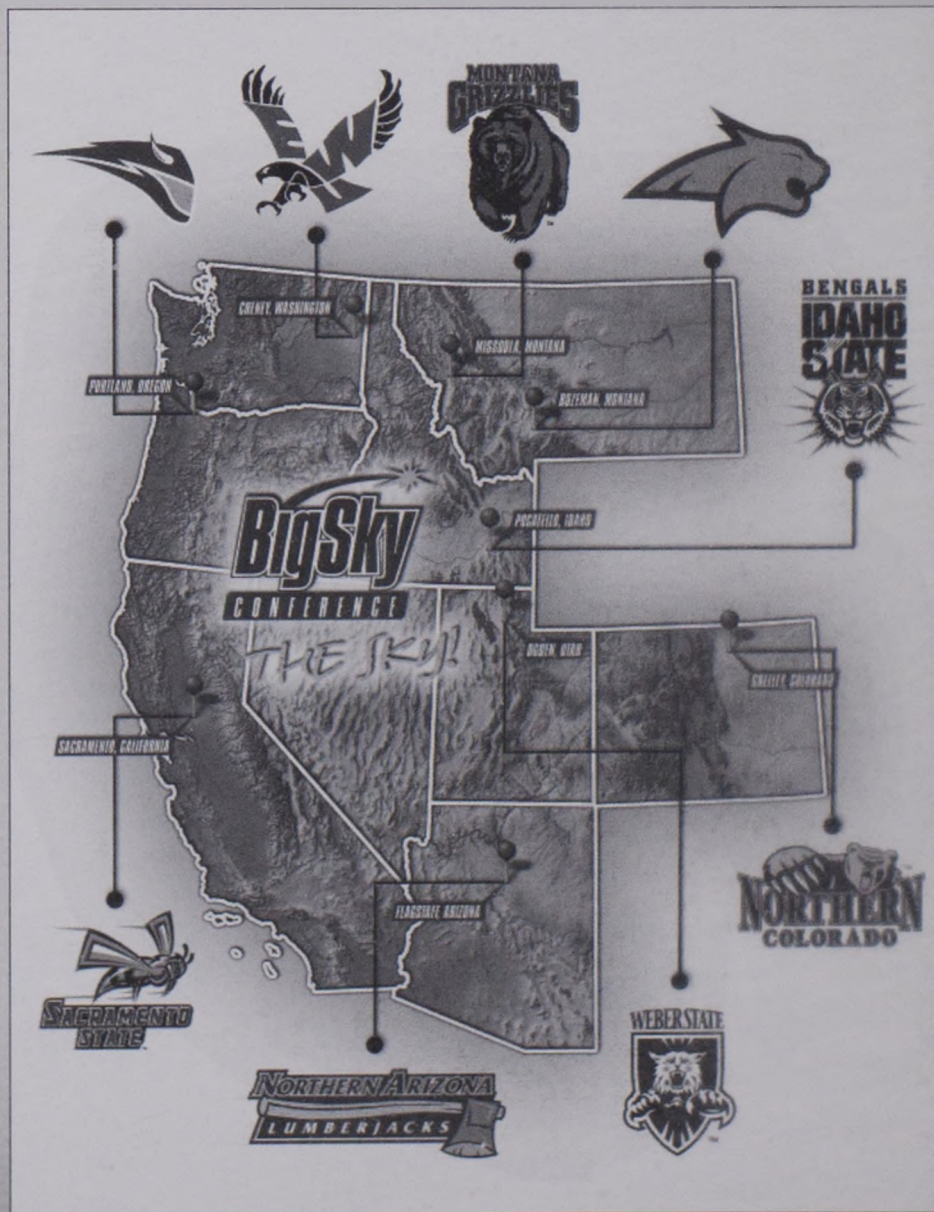 MONTANA
GRIZZLIES
EWU
CHENEY, WASHINGTON
MISSOULA, MONTANA
BENGALS
IDAHO
STATE
PORTLAND, OREGON
BOZEMAN, MONTANA
BigSky
CONFERENCE
POCATELLO, IDAHO
THE SKY!
OGDEN, UTAH
GREELEY, COLORADO
SACRAMENTO, CALIFORNIA
FLAGSTAFF, ARIZONA
NORTHERN
COLORADO
SACRAMENTO
STATE
WEBER STATE
NORTHERN ARIZONA
LUMBERJACKS